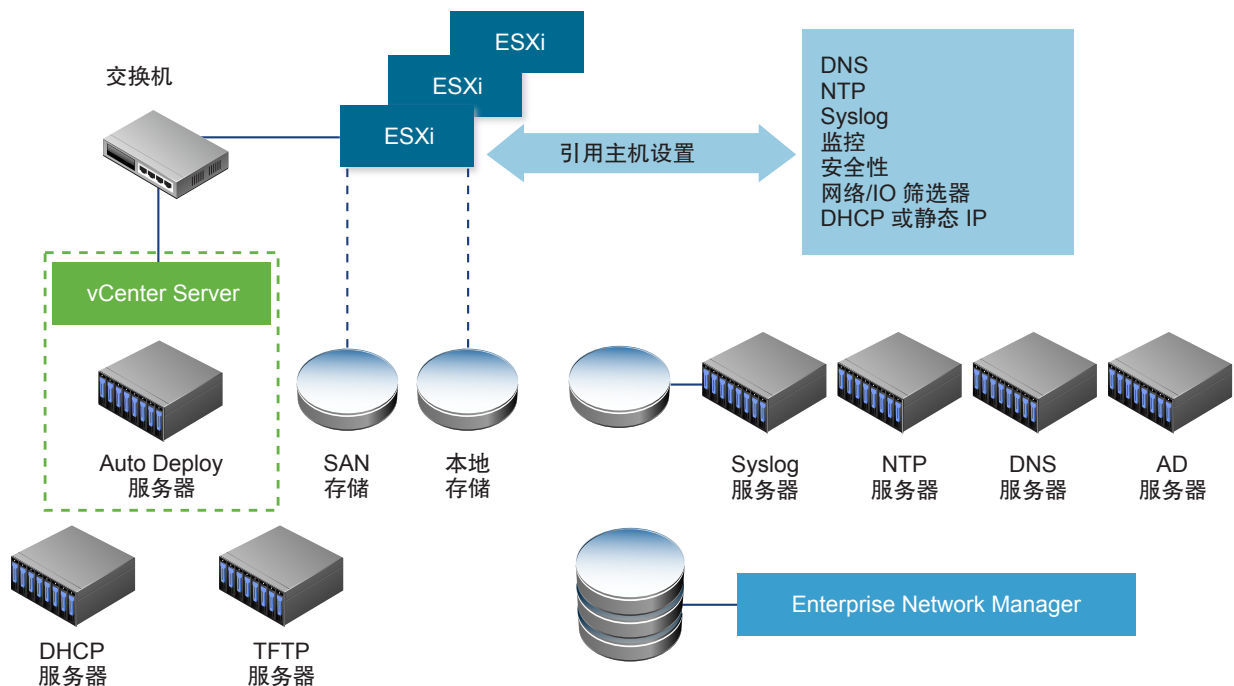 ESXi
ESXi
ESXi
交换机
引用主机设置
DNS
NTP
Syslog
监控
安全性
网络/IO 筛选器
DHCP 或静态 IP
vCenter Server
Auto Deploy
服务器
SAN
存储
本地
存储
Syslog
服务器
NTP
服务器
DNS
服务器
AD
服务器
DHCP
服务器
TFTP
服务器
Enterprise Network Manager